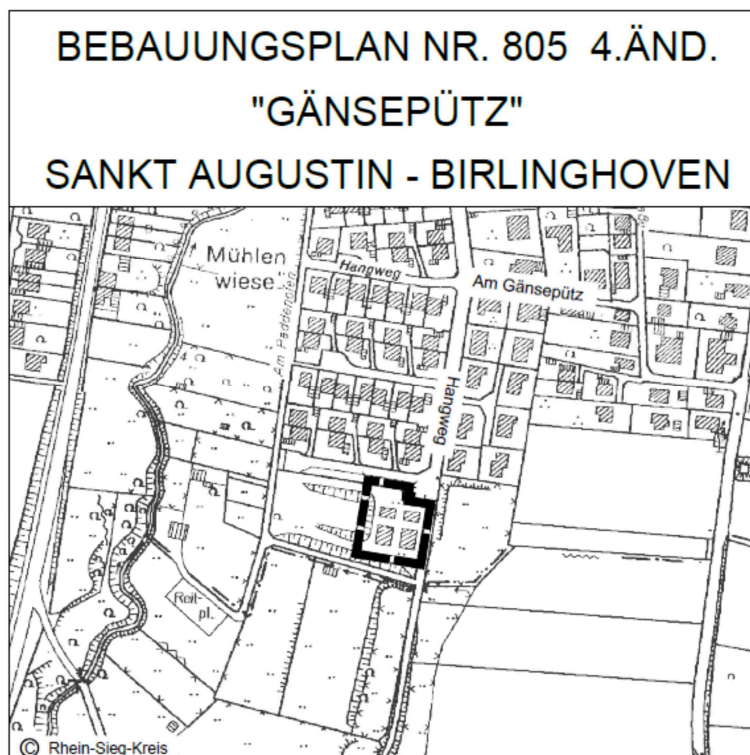 BEBAUUNGSPLAN NR. 805 4.ÄND.
"GÄNSEPÜTZ"
SANKT AUGUSTIN - BIRLINGHOVEN
Mühlen
wiese
Hangweg
Am Gänsepütz
Am Paddenofen
Hangweg
Reit-
pl.
© Rhein-Sieg-Kreis